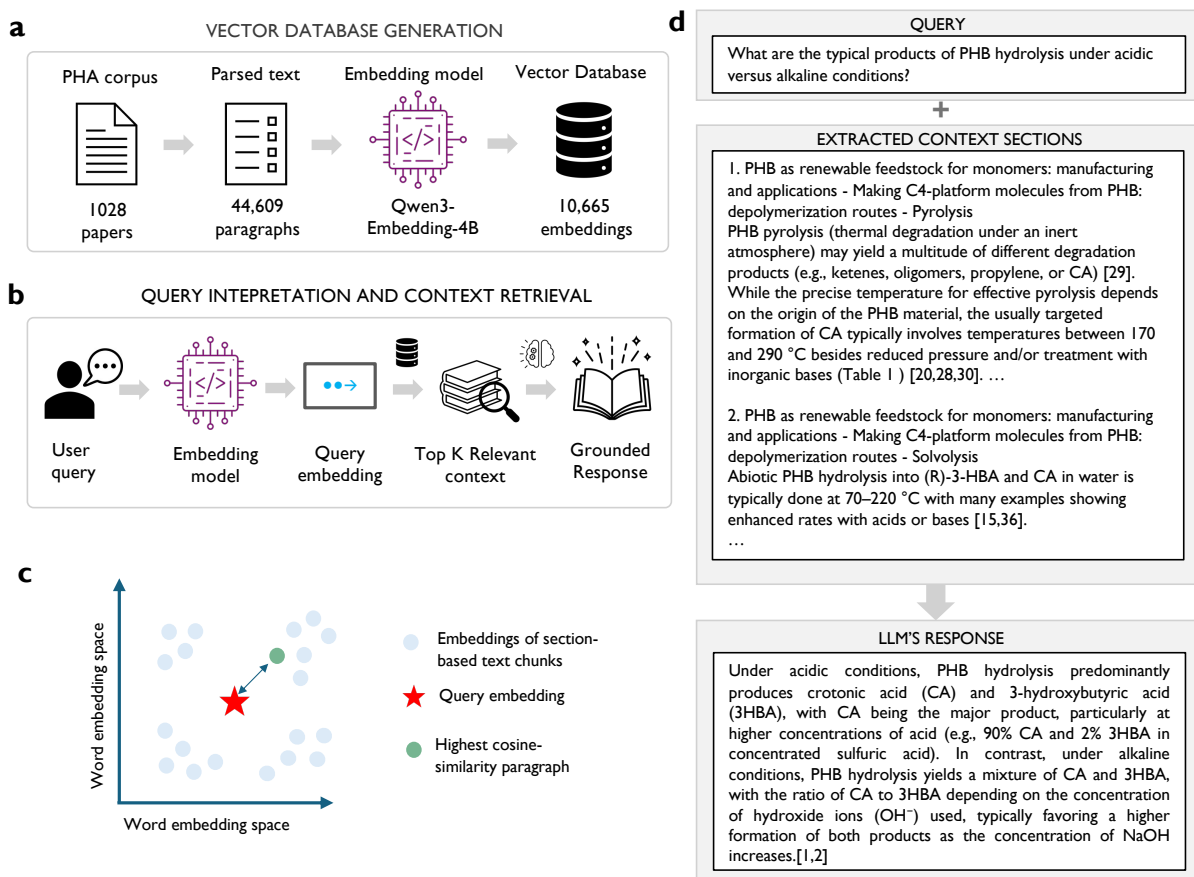 a
VECTOR DATABASE GENERATION
PHA corpus
Parsed text
Embedding model
Vector Database
</>
1028
papers
44,609
paragraphs
Qwen3-
Embedding-4B
10,665
embeddings
b
QUERY INTEPRETATION AND CONTEXT RETRIEVAL
</>
User
query
Embedding
model
Query
embedding
Top K Relevant
context
Grounded
Response
c
Word embedding space
Word embedding space
Embeddings of section-
based text chunks
Query embedding
Highest cosine-
similarity paragraph
d
QUERY
What are the typical products of PHB hydrolysis under acidic
versus alkaline conditions?
+
EXTRACTED CONTEXT SECTIONS
1. PHB as renewable feedstock for monomers: manufacturing
and applications - Making C4-platform molecules from PHB:
depolymerization routes - Pyrolysis
PHB pyrolysis (thermal degradation under an inert
atmosphere) may yield a multitude of different degradation
products (e.g., ketenes, oligomers, propylene, or CA) [29].
While the precise temperature for effective pyrolysis depends
on the origin of the PHB material, the usually targeted
formation of CA typically involves temperatures between 170
and 290 °C besides reduced pressure and/or treatment with
inorganic bases (Table 1 ) [20,28,30]. …
2. PHB as renewable feedstock for monomers: manufacturing
and applications - Making C4-platform molecules from PHB:
depolymerization routes - Solvolysis
Abiotic PHB hydrolysis into (R)-3-HBA and CA in water is
typically done at 70–220 °C with many examples showing
enhanced rates with acids or bases [15,36].
…
LLM'S RESPONSE
Under acidic conditions, PHB hydrolysis predominantly
produces crotonic acid (CA) and 3-hydroxybutyric acid
(3HBA), with CA being the major product, particularly at
higher concentrations of acid (e.g., 90% CA and 2% 3HBA in
concentrated sulfuric acid). In contrast, under alkaline
conditions, PHB hydrolysis yields a mixture of CA and 3HBA,
with the ratio of CA to 3HBA depending on the concentration
of hydroxide ions (OH⁻) used, typically favoring a higher
formation of both products as the concentration of NaOH
increases.[1,2]